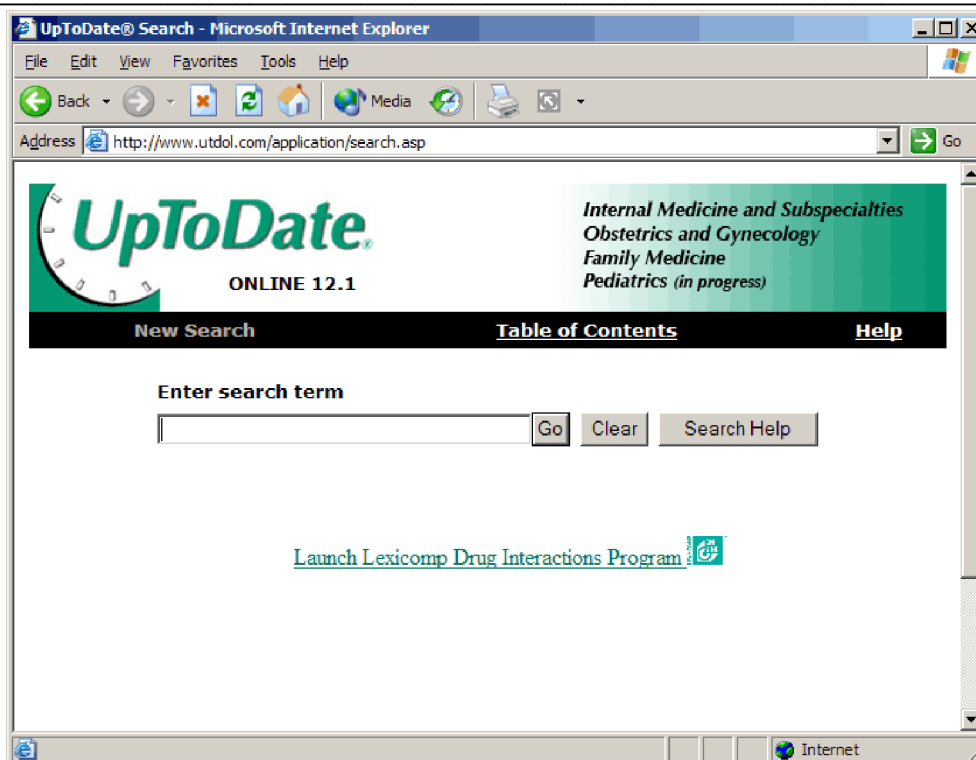 UpToDate® Search - Microsoft Internet Explorer
File Edit View Favorites Tools Help
Back Media
Address http://www.utdol.com/application/search.asp Go
UpToDate®
ONLINE 12.1
Internal Medicine and Subspecialties
Obstetrics and Gynecology
Family Medicine
Pediatrics (in progress)
New Search Table of Contents Help
Enter search term
Go Clear Search Help
Launch Lexicomp Drug Interactions Program
Internet